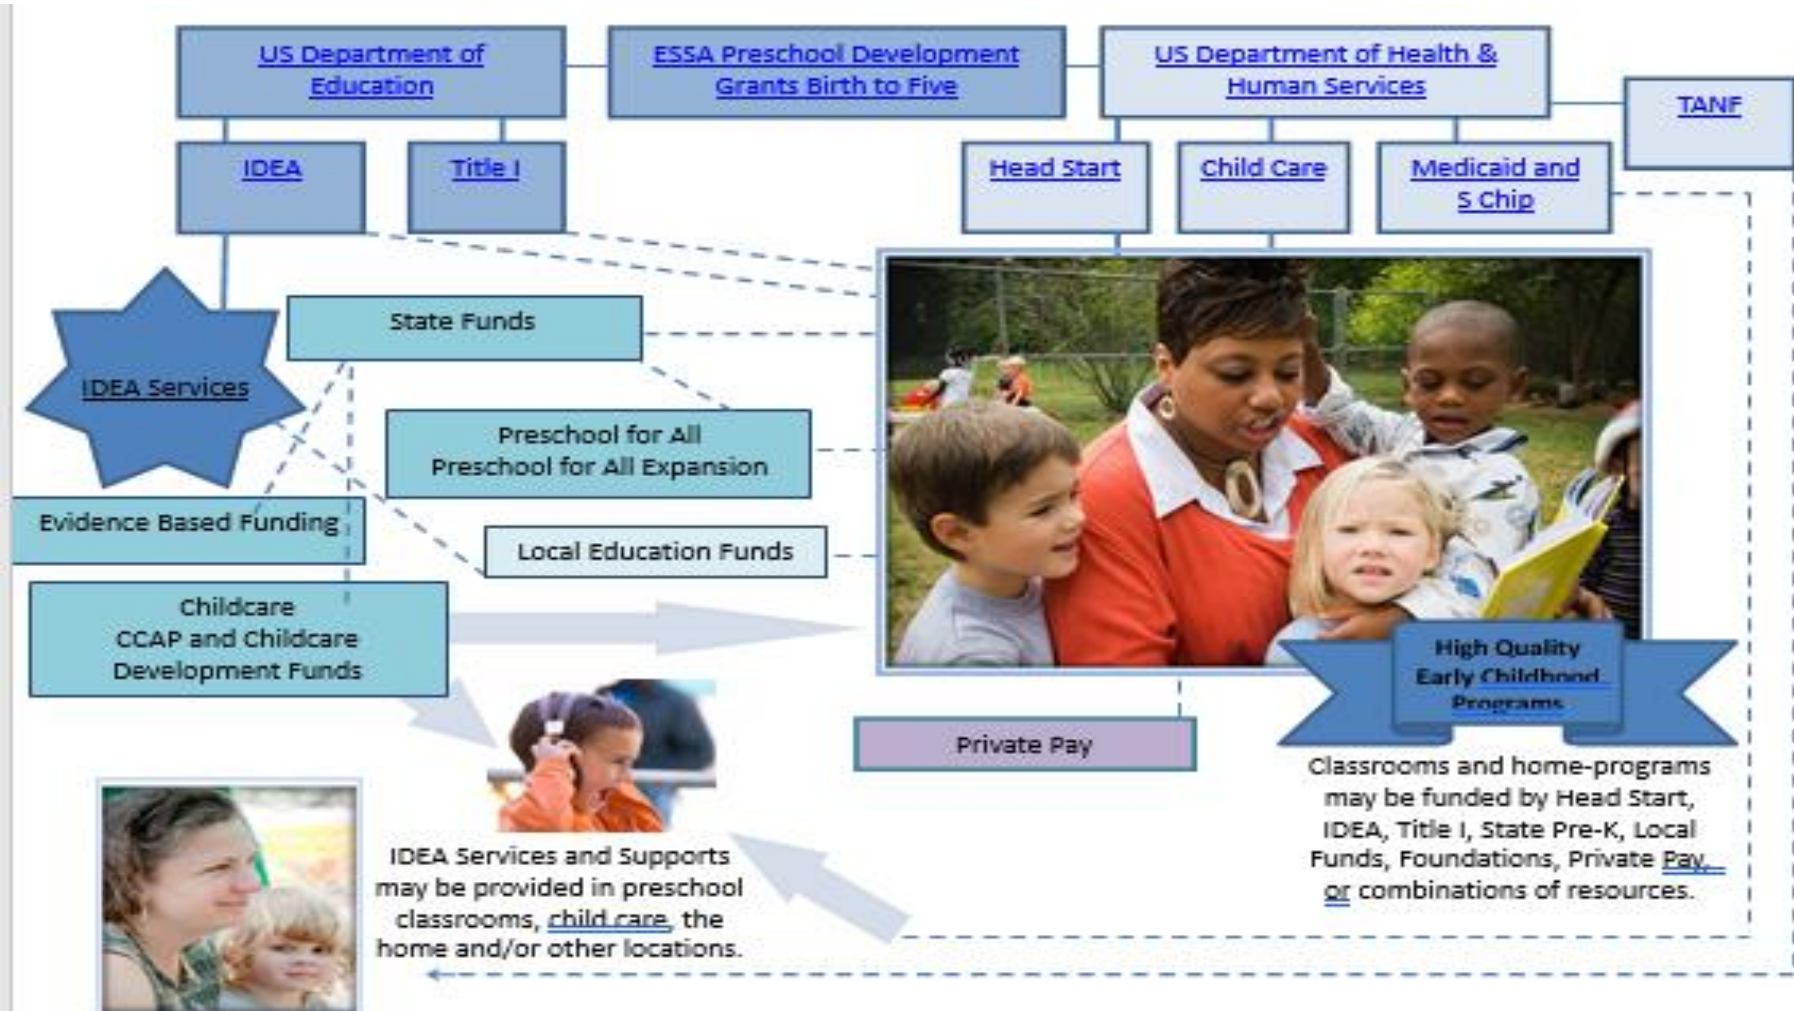 US Department of
Education
ESSA Preschool Development
Grants Birth to Five
US Department of Health &
Human Services
TANF
IDEA
Title I
Head Start
Child Care
Medicaid and
S Chip
State Funds
IDEA Services
Preschool for All
Preschool for All Expansion
Evidence Based Funding
Local Education Funds
Childcare
CCAP and Childcare
Development Funds
High Quality
Early Childhood
Programs
Private Pay
Classrooms and home-programs
may be funded by Head Start,
IDEA, Title I, State Pre-K, Local
Funds, Foundations, Private Pay,
or combinations of resources.
IDEA Services and Supports
may be provided in preschool
classrooms, child care, the
home and/or other locations.